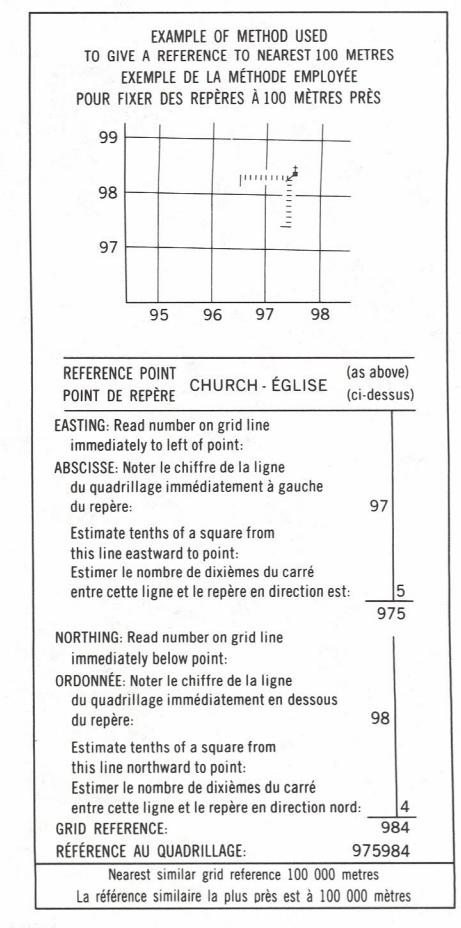 EXAMPLE OF METHOD USED
TO GIVE A REFERENCE TO NEAREST 100 METRES
EXEMPLE DE LA MÉTHODE EMPLOYÉE
POUR FIXER DES REPÈRES À 100 MÈTRES PRÈS
99
98
97
95 96 97 98
REFERENCE POINT
POINT DE REPÈRE
CHURCH - ÉGLISE
(as above)
(ci-dessus)
EASTING: Read number on grid line
immediately to left of point:
ABSCISSE: Noter le chiffre de la ligne
du quadrillage immédiatement à gauche
du repère: 97
Estimate tenths of a square from
this line eastward to point:
Estimer le nombre de dixièmes du carré
entre cette ligne et le repère en direction est: 5
975
NORTHING: Read number on grid line
immediately below point:
ORDONNÉE: Noter le chiffre de la ligne
du quadrillage immédiatement en dessous
du repère: 98
Estimate tenths of a square from
this line northward to point:
Estimer le nombre de dixièmes du carré
entre cette ligne et le repère en direction nord: 4
GRID REFERENCE: 984
RÉFÉRENCE AU QUADRILLAGE: 975984
Nearest similar grid reference 100 000 metres
La référence similaire la plus près est à 100 000 mètres